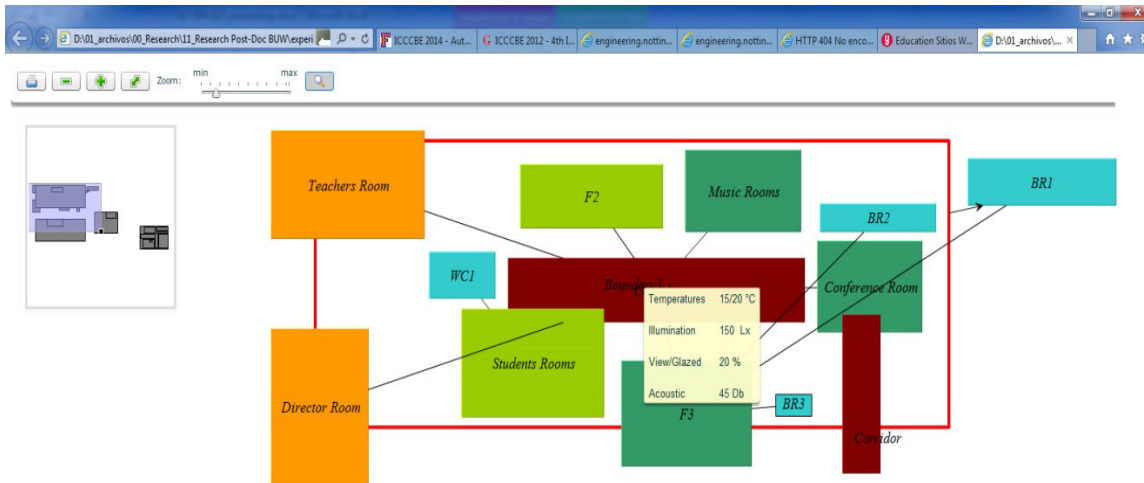 D:\01_archivos\00_Research\11_Research Post-Doc BUW\experi
ICCCBE 2014 - Aut...
ICCCBE 2012 - 4th I...
engineering.nottin...
engineering.nottin...
HTTP 404 No enco...
Education Sitios W...
D:\01_archivos\...
Zoom:
min
max
Teachers Room
F2
Music Rooms
BR1
BR2
WC1
Conference Room
Temperatures 15/20 °C
Illumination 150 Lx
View/Glazed 20 %
Acoustic 45 Db
Students Rooms
Director Room
F3
BR3
Corridor